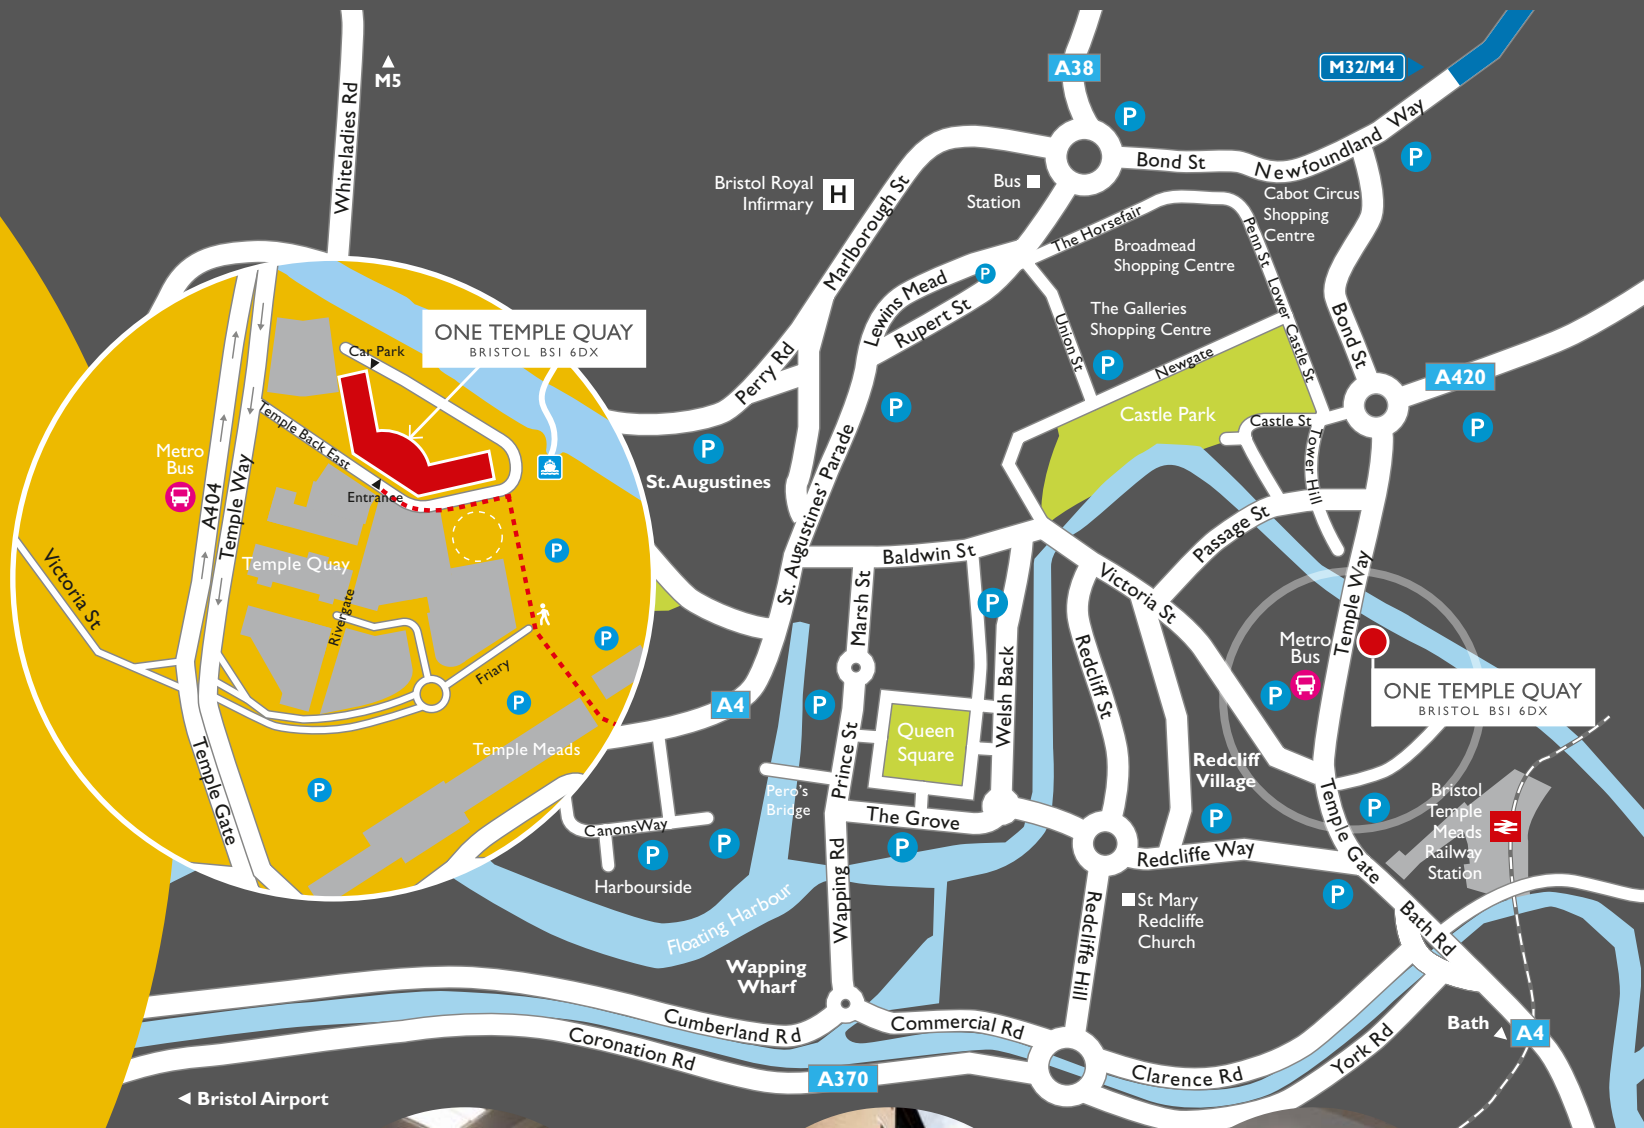 M5
Whiteladies Rd
A38
P
M32/M4
Newfoundland Way
P
Bond St
Bristol Royal
Infirmary
H
Bus
Station
Marlborough St
The Horsefair
Cabot Circus
Shopping
Centre
Penn St
Broadmead
Shopping Centre
Lower Castle St
Bond St
P
Lewins Mead
Rupert St
The Galleries
Shopping Centre
Union St
P
Newgate
Perry Rd
A420
P
P
Castle Park
Castle St
Tower Hill
P
St. Augustines
St. Augustines' Parade
Passage St
Baldwin St
Victoria St
Marsh St
P
Temple Way
Redcliff St
Welsh Back
Metro
Bus
P
ONE TEMPLE QUAY
BRISTOL BS1 6DX
A4
P
Queen
Square
Prince St
Redcliff
Village
Pero's
Bridge
The Grove
P
P
P
Temple Gate
Bristol
Temple
Meads
Railway
Station
CanonsWay
P
P
Harbourside
Redcliffe Way
P
Wapping Rd
Floating Harbour
Redcliffe Hill
St Mary
Redcliffe
Church
Bath Rd
Wapping
Wharf
Cumberland Rd
Commercial Rd
Coronation Rd
A370
Clarence Rd
York Rd
Bath
A4
Bristol Airport
ONE TEMPLE QUAY
BRISTOL BS1 6DX
Car Park
Temple Back East
Entrance
Metro
Bus
A404
Temple Way
Temple Quay
Victoria St
Rivergate
Friary
P
P
P
Temple Meads
Temple Gate
P